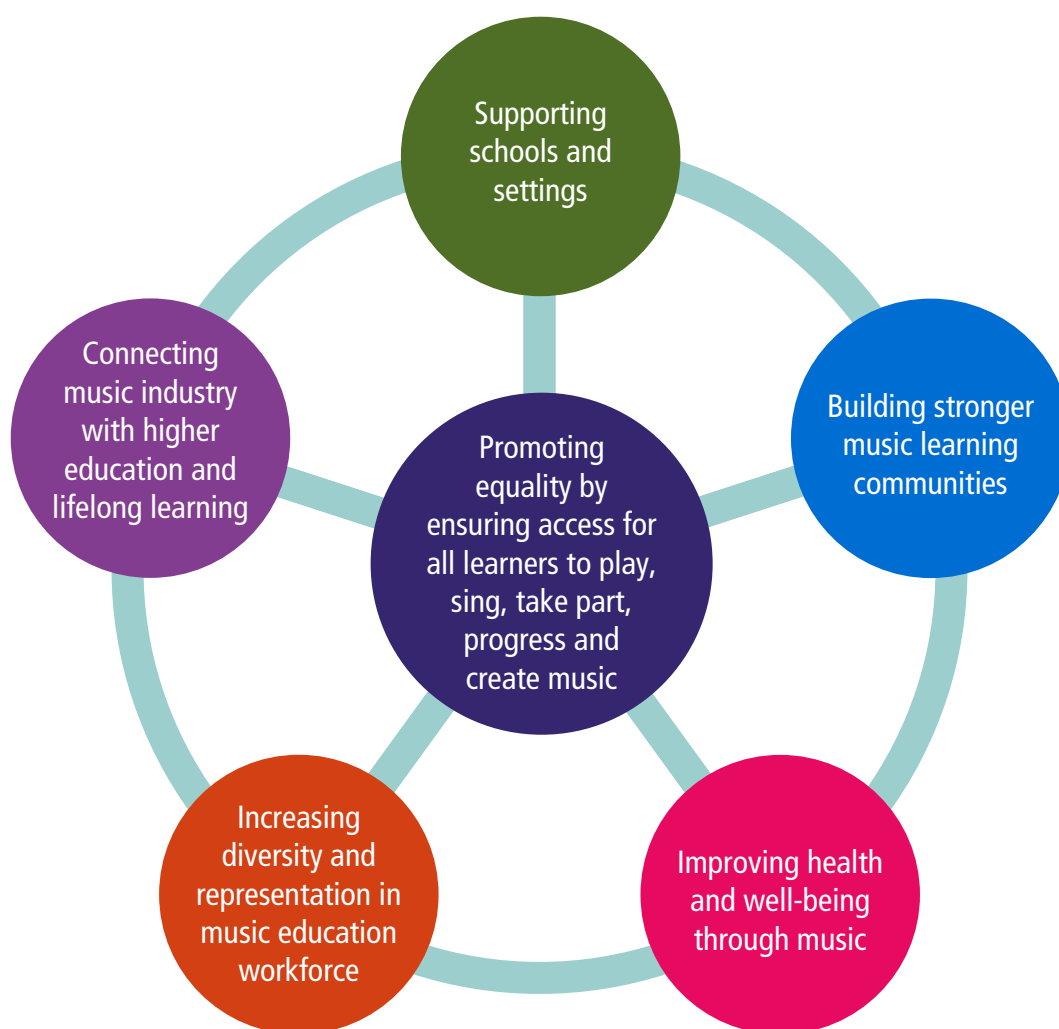 Supporting
schools and
settings
Connecting
music industry
with higher
education and
lifelong learning
Building stronger
music learning
communities
Promoting
equality by
ensuring access for
all learners to play,
sing, take part,
progress and
create music
Increasing
diversity and
representation in
music education
workforce
Improving health
and well-being
through music